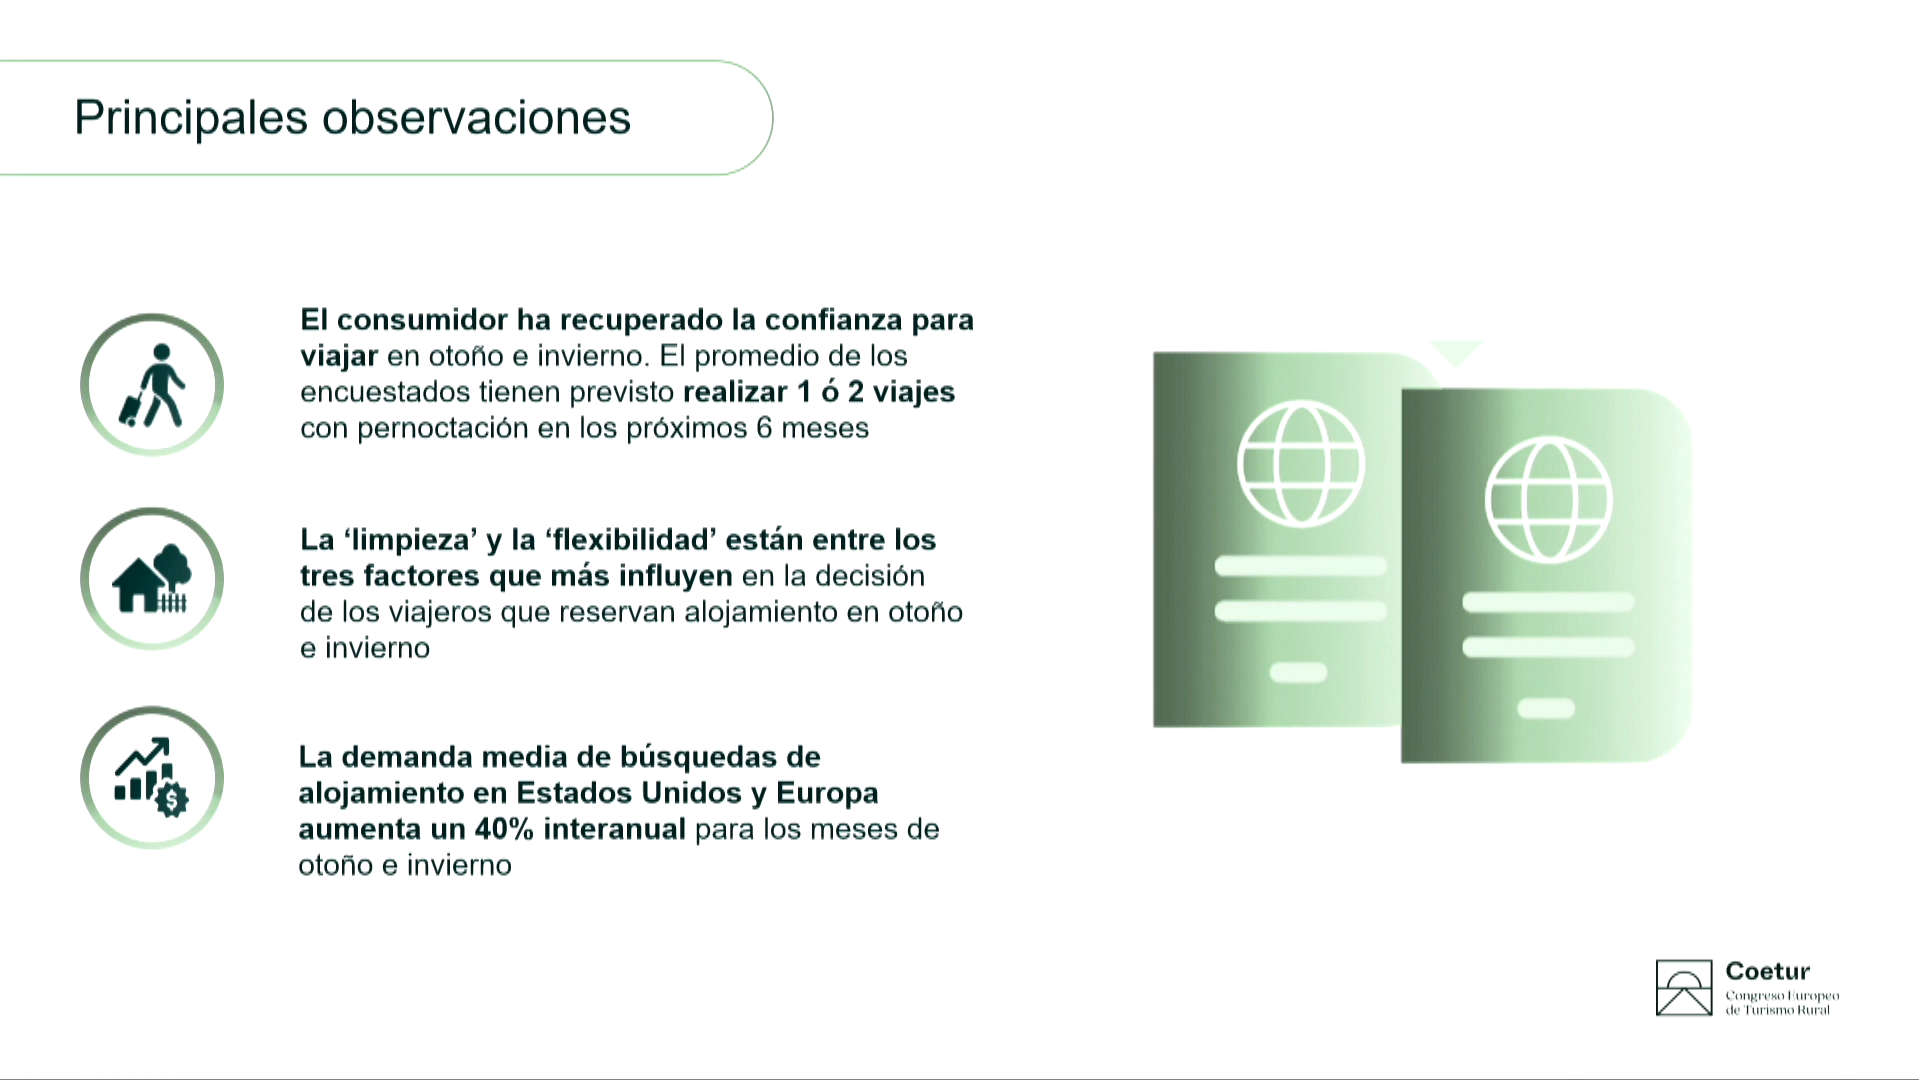 Principales observaciones
El consumidor ha recuperado la confianza para
viajar en otoño e invierno. El promedio de los
encuestados tienen previsto realizar 1 ó 2 viajes
con pernoctación en los próximos 6 meses
La ‘limpieza’ y la ‘flexibilidad’ están entre los
tres factores que más influyen en la decisión
de los viajeros que reservan alojamiento en otoño
e invierno
La demanda media de búsquedas de
alojamiento en Estados Unidos y Europa
aumenta un 40% interanual para los meses de
otoño e invierno
$
Coetur
Congreso Europeo
de Turismo Rural